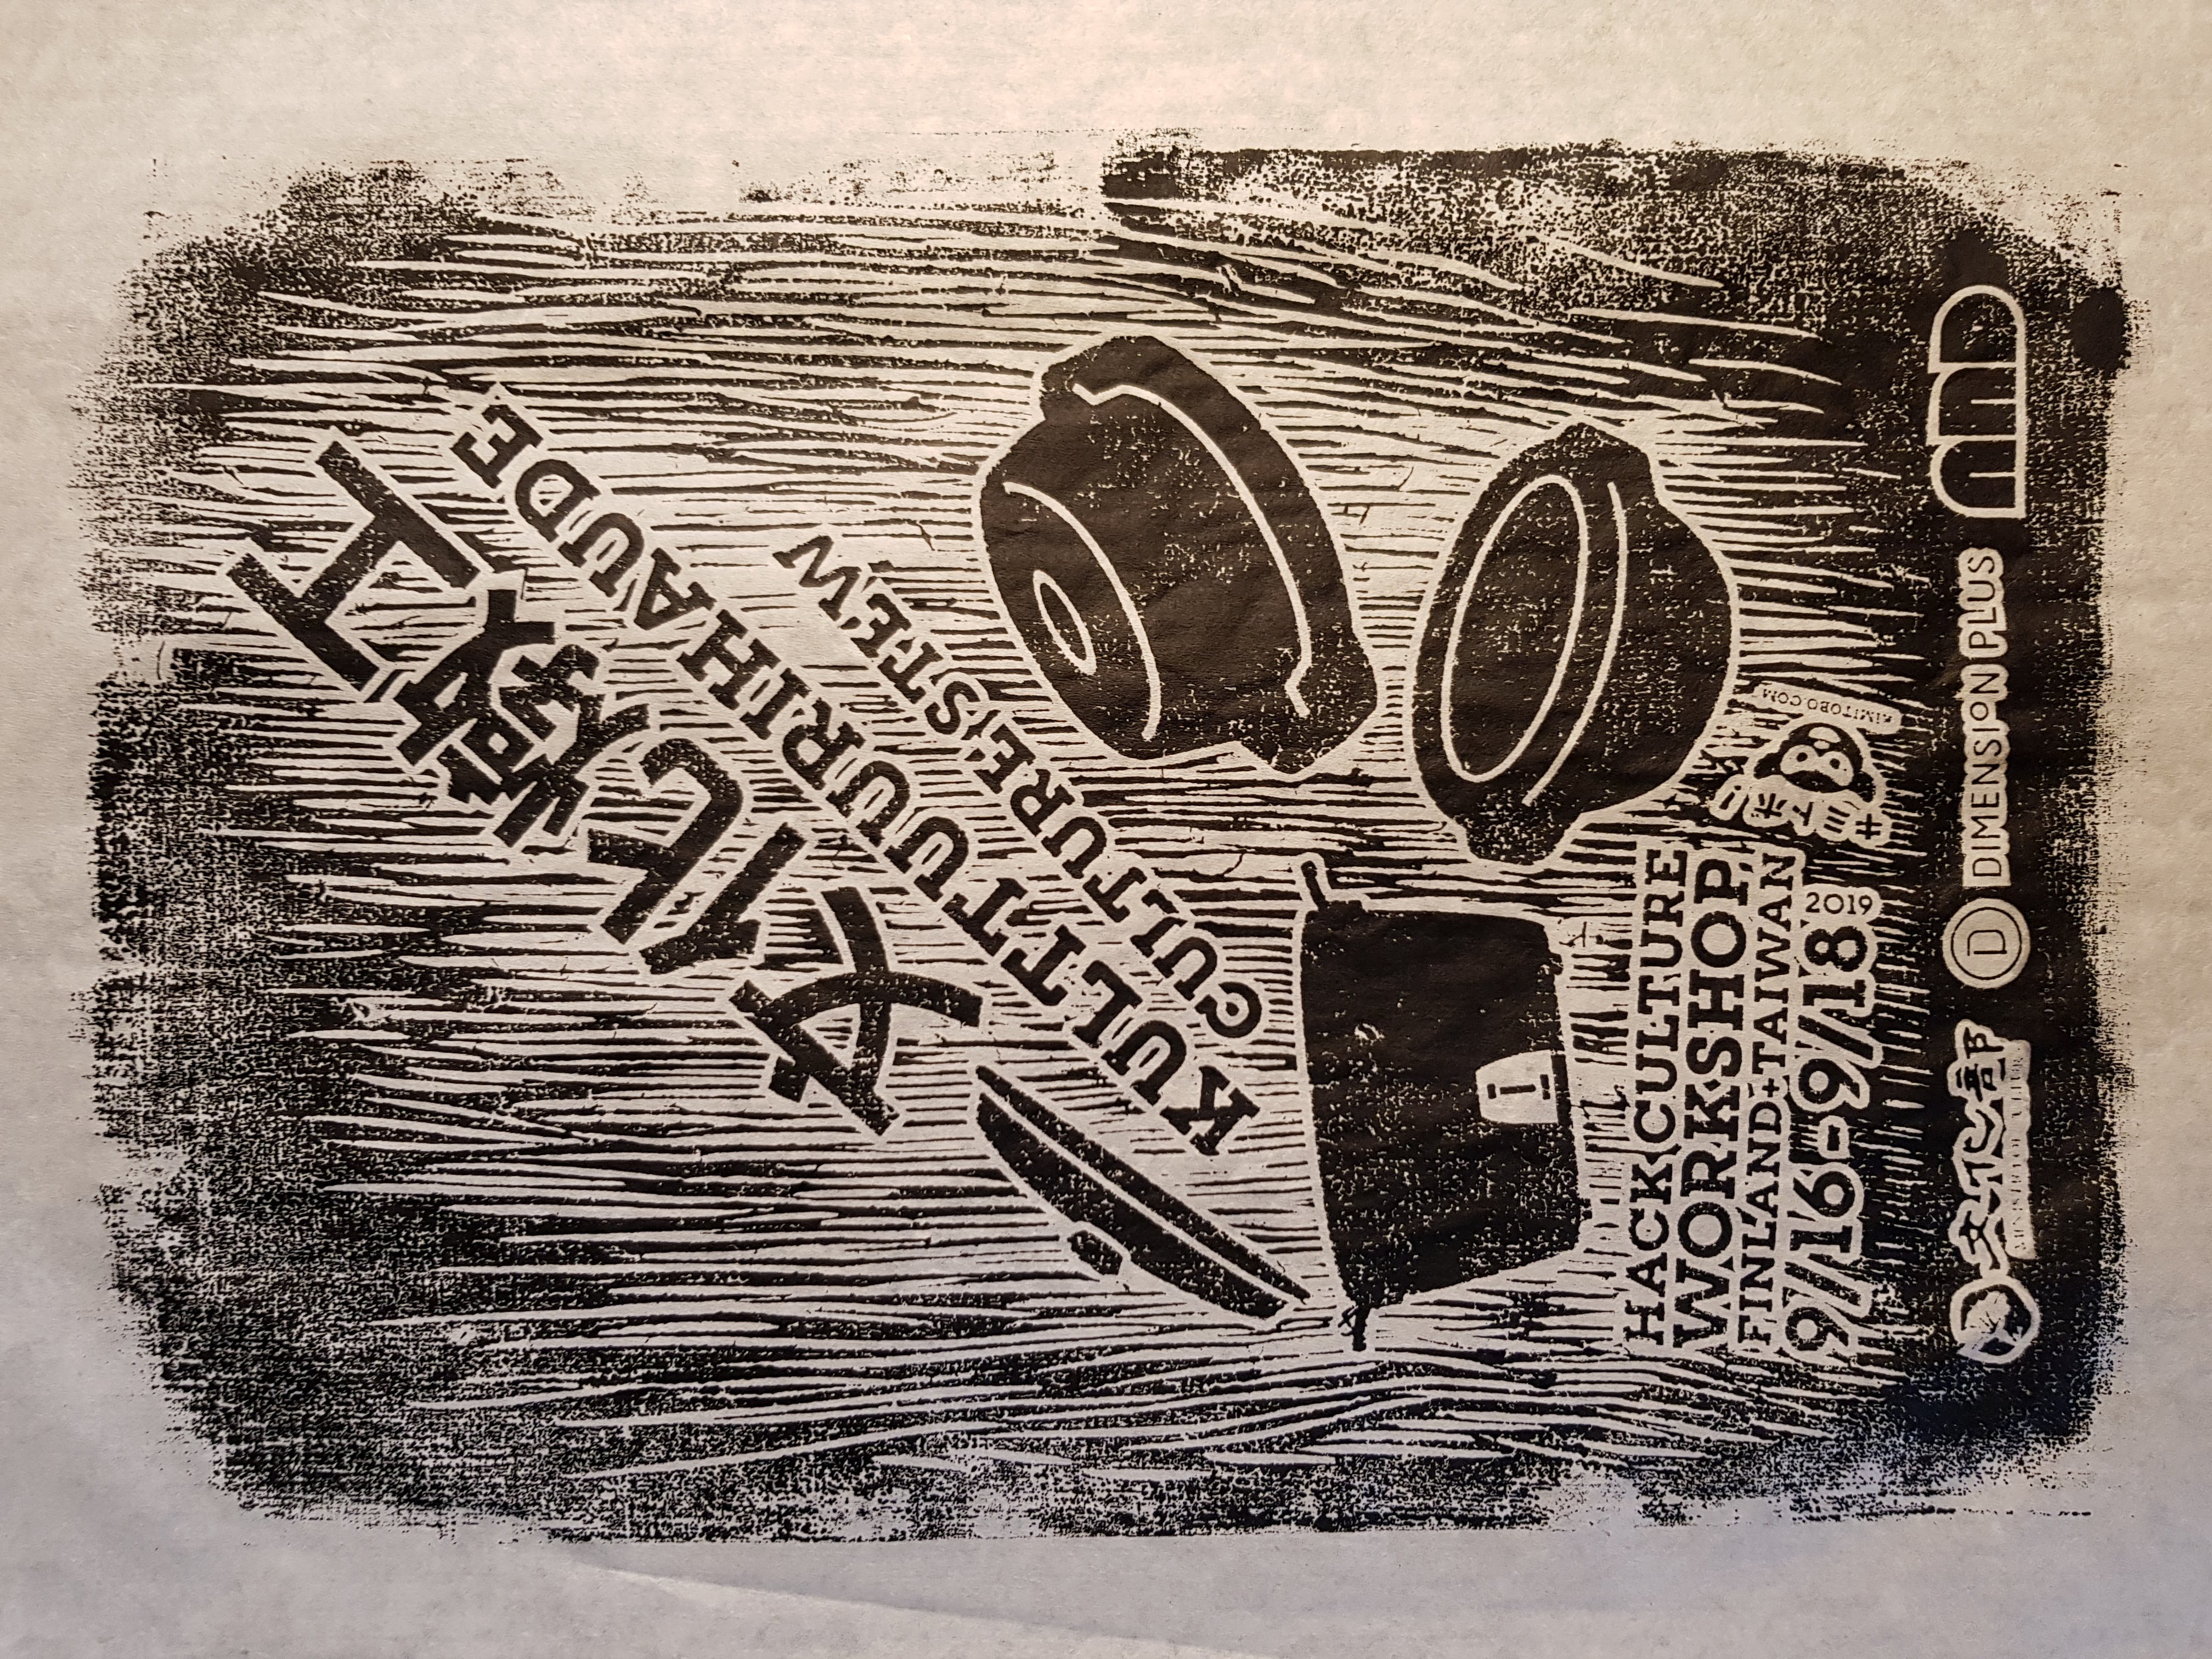 文化燉工
KULTTUURIHAUDE
CULTURE STEW
HACK CULTURE
WORKSHOP
FINLAND+TAIWAN
9/16-9/18 2019
キミトボ!
KIMITOBO.COM
文化部
D DIMENSION PLUS